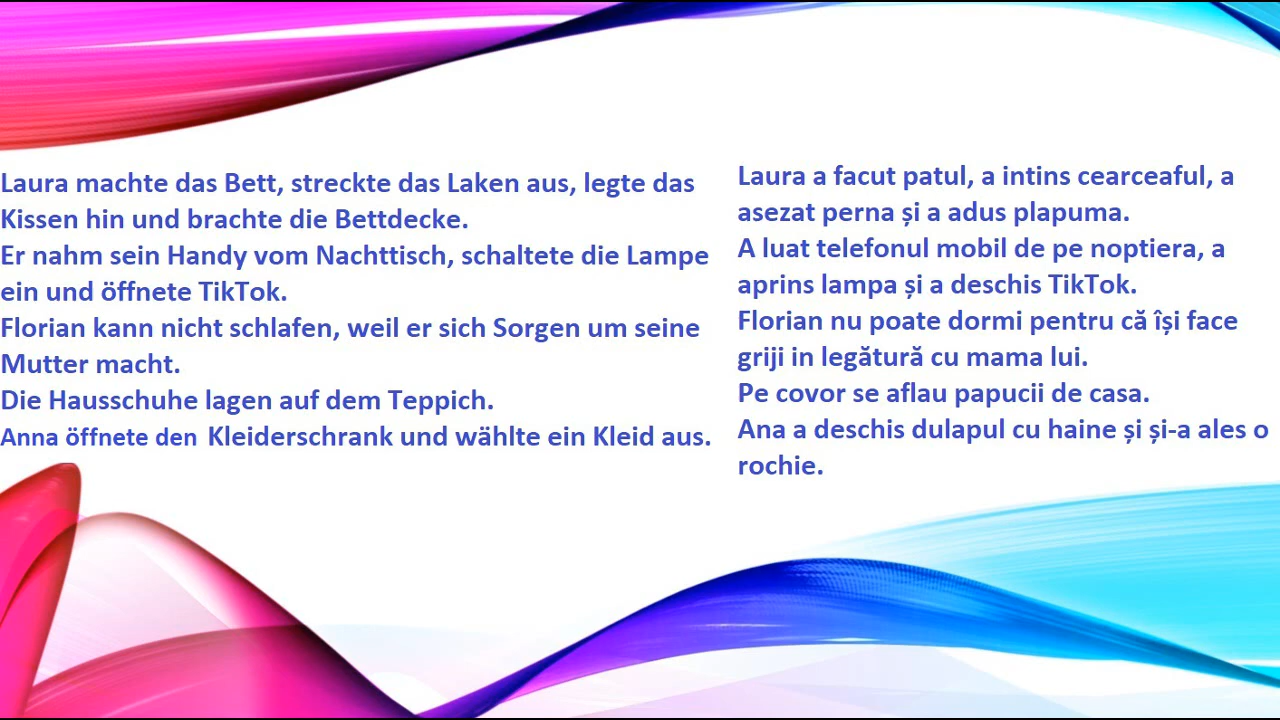 Laura machte das Bett, streckte das Laken aus, legte das
Kissen hin und brachte die Bettdecke.
Er nahm sein Handy vom Nachttisch, schaltete die Lampe
ein und öffnete TikTok.
Florian kann nicht schlafen, weil er sich Sorgen um seine
Mutter macht.
Die Hausschuhe lagen auf dem Teppich.
Anna öffnete den Kleiderschrank und wählte ein Kleid aus.
Laura a facut patul, a intins cearceaful, a
asezat perna și a adus plapuma.
A luat telefonul mobil de pe noptiera, a
aprins lampa și a deschis TikTok.
Florian nu poate dormi pentru că își face
griji in legătură cu mama lui.
Pe covor se aflau papucii de casa.
Ana a deschis dulapul cu haine și și-a ales o
rochie.